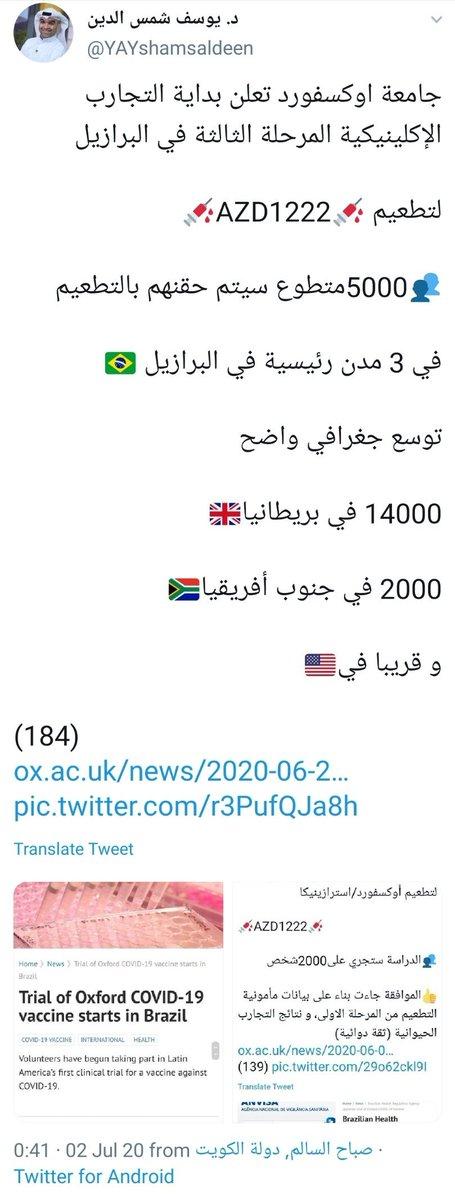 د. يوسف شمس الدين
@YAYshamsaldeen
جامعة اوكسفورد تعلن بداية التجارب
الإكلينيكية المرحلة الثالثة في البرازيل
لتطعيم 💉AZD1222💉
👥5000متطوع سيتم حقنهم بالتطعيم
في 3 مدن رئيسية في البرازيل 🇧🇷
توسع جغرافي واضح
14000 في بريطانيا🇬🇧
2000 في جنوب أفريقيا🇿🇦
و قريبا في🇺🇸
(184)
ox.ac.uk/news/2020-06-2...
pic.twitter.com/r3PufQJa8h
Translate Tweet
Home > News > Trial of Oxford COVID-19 vaccine starts in
Brazil
Trial of Oxford COVID-19
vaccine starts in Brazil
COVID-19 VACCINE INTERNATIONAL HEALTH
Volunteers have begun taking part in Latin
America's first clinical trial for a vaccine against
COVID-19.
لتطعيم أوكسفورد/استرازينيكا
💉AZD1222💉
👥الدراسة ستجري على2000شخص
👍الموافقة جاءت بناء على بيانات مأمونية
التطعيم من المرحلة الاولى، و نتائج التجارب
الحيوانية (ثقة دوائية)
ox.ac.uk/news/2020-06-0...
(139) pic.twitter.com/29o62ckl9I
Translate Tweet
ANVISA
AGÊNCIA NACIONAL DE VIGILÂNCIA SANITÁRIA
Brazilian Health
0:41 · 02 Jul 20 from صباح السالم, دولة الكويت ·
Twitter for Android